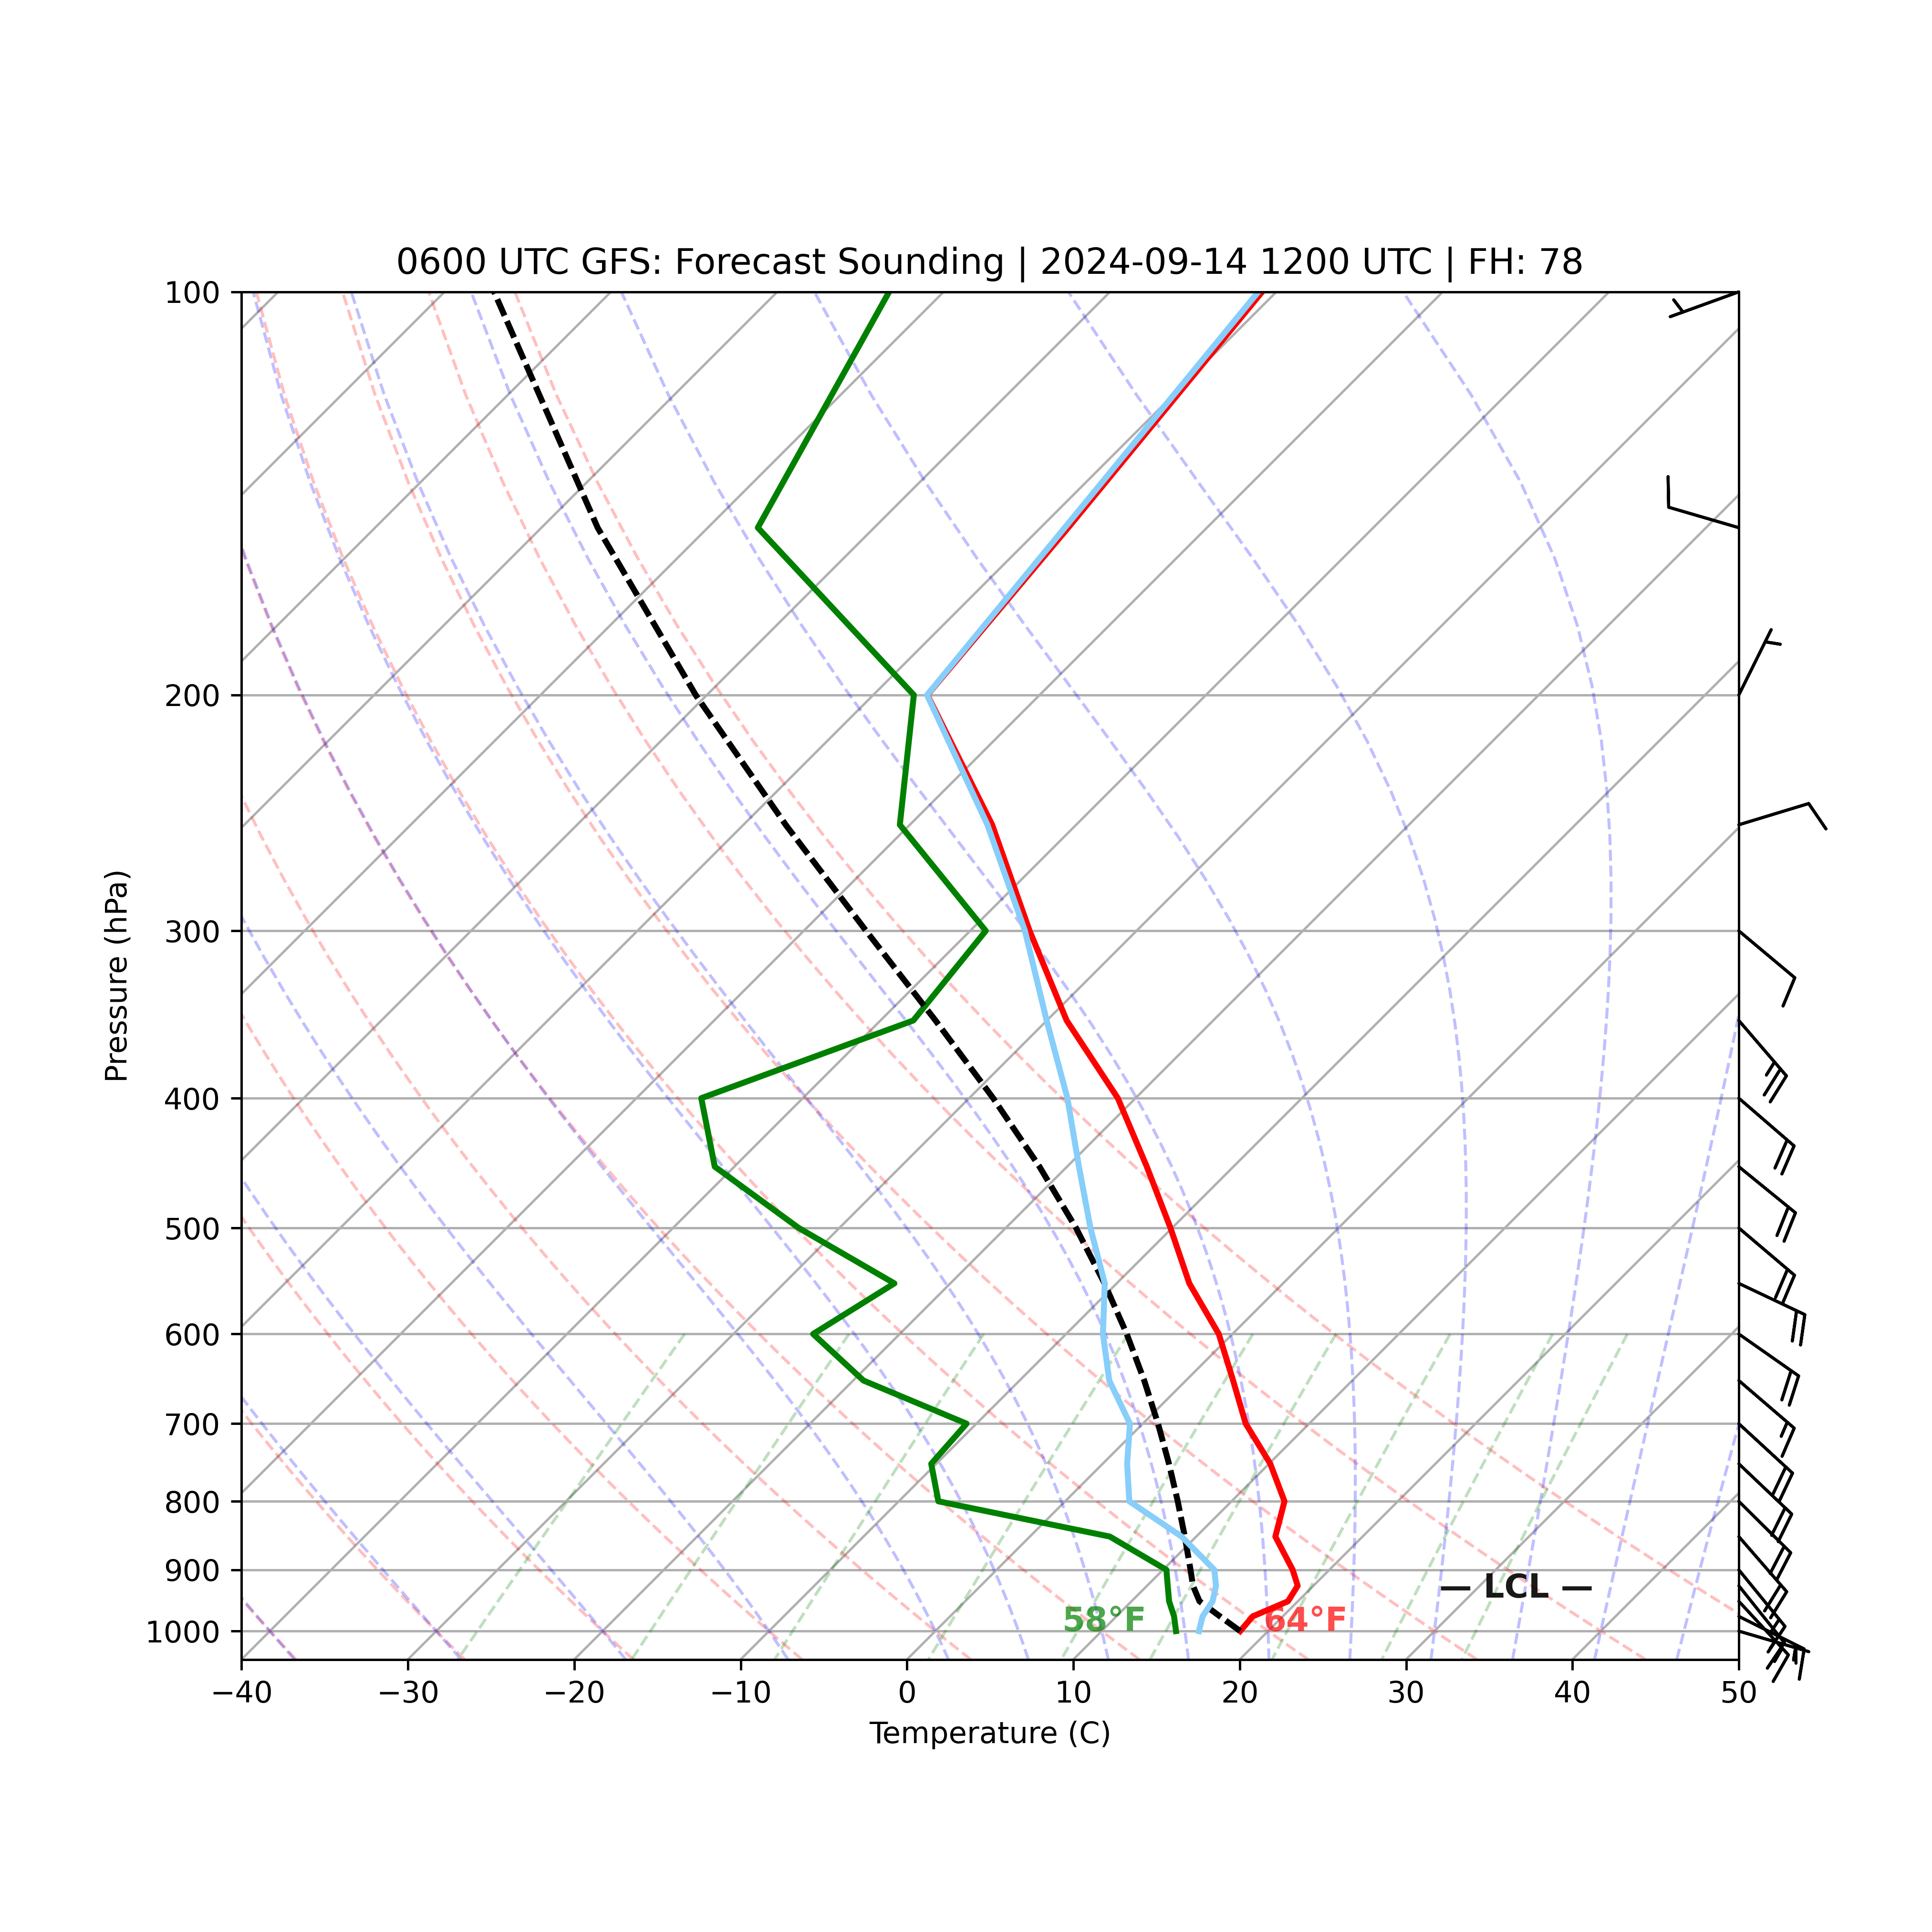 0600 UTC GFS: Forecast Sounding | 2024-09-14 1200 UTC | FH: 78
100
200
300
400
500
600
700
800
900
1000
Pressure (hPa)
— LCL —
58°F
64°F
−40 −30 −20 −10 0 10 20 30 40 50
Temperature (C)